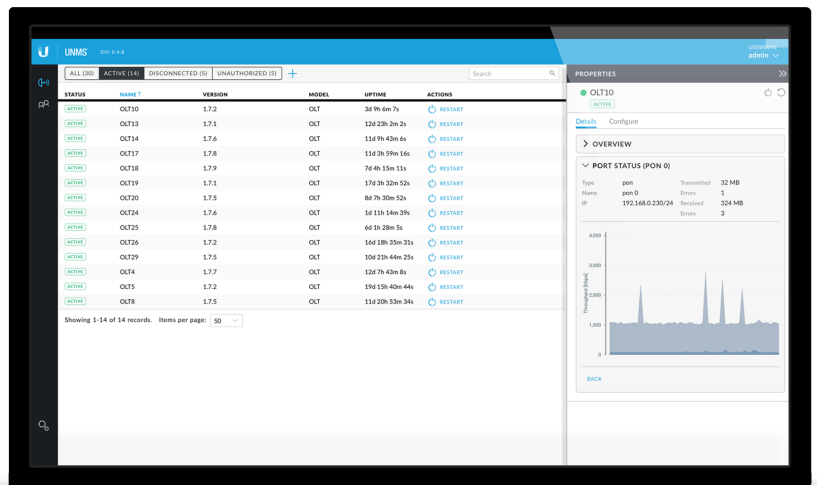 UNMS GUI 0.4.8
USERNAME
admin
ALL (30) ACTIVE (14) DISCONNECTED (5) UNAUTHORIZED (5) Search
STATUS NAME VERSION MODEL UPTIME ACTIONS
ACTIVE OLT10 1.7.2 OLT 3d 9h 6m 7s RESTART
ACTIVE OLT13 1.7.1 OLT 12d 23h 2m 2s RESTART
ACTIVE OLT14 1.7.6 OLT 11d 9h 43m 6s RESTART
ACTIVE OLT17 1.7.8 OLT 11d 3h 59m 16s RESTART
ACTIVE OLT18 1.7.9 OLT 7d 4h 15m 11s RESTART
ACTIVE OLT19 1.7.1 OLT 17d 3h 32m 52s RESTART
ACTIVE OLT20 1.7.5 OLT 8d 7h 30m 52s RESTART
ACTIVE OLT24 1.7.6 OLT 1d 11h 14m 39s RESTART
ACTIVE OLT25 1.7.8 OLT 6d 1h 28m 5s RESTART
ACTIVE OLT26 1.7.2 OLT 16d 18h 35m 31s RESTART
ACTIVE OLT29 1.7.5 OLT 10d 21h 44m 25s RESTART
ACTIVE OLT4 1.7.7 OLT 12d 7h 43m 8s RESTART
ACTIVE OLT5 1.7.2 OLT 19d 15h 40m 44s RESTART
ACTIVE OLT8 1.7.5 OLT 11d 20h 53m 34s RESTART
Showing 1-14 of 14 records. Items per page: 50
PROPERTIES
OLT10
ACTIVE
Details Configure
OVERVIEW
PORT STATUS (PON 0)
Type pon Transmitted 32 MB
Name pon 0 Errors 1
IP 192.168.0.230/24 Received 324 MB
Errors 3
Throughput [Kbps]
4,000
3,000
2,000
1,000
0
BACK